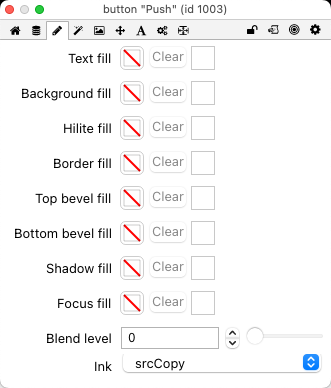 button "Push" (id 1003)
Text fill Clear
Background fill Clear
Hilite fill Clear
Border fill Clear
Top bevel fill Clear
Bottom bevel fill Clear
Shadow fill Clear
Focus fill Clear
Blend level 0
Ink srcCopy